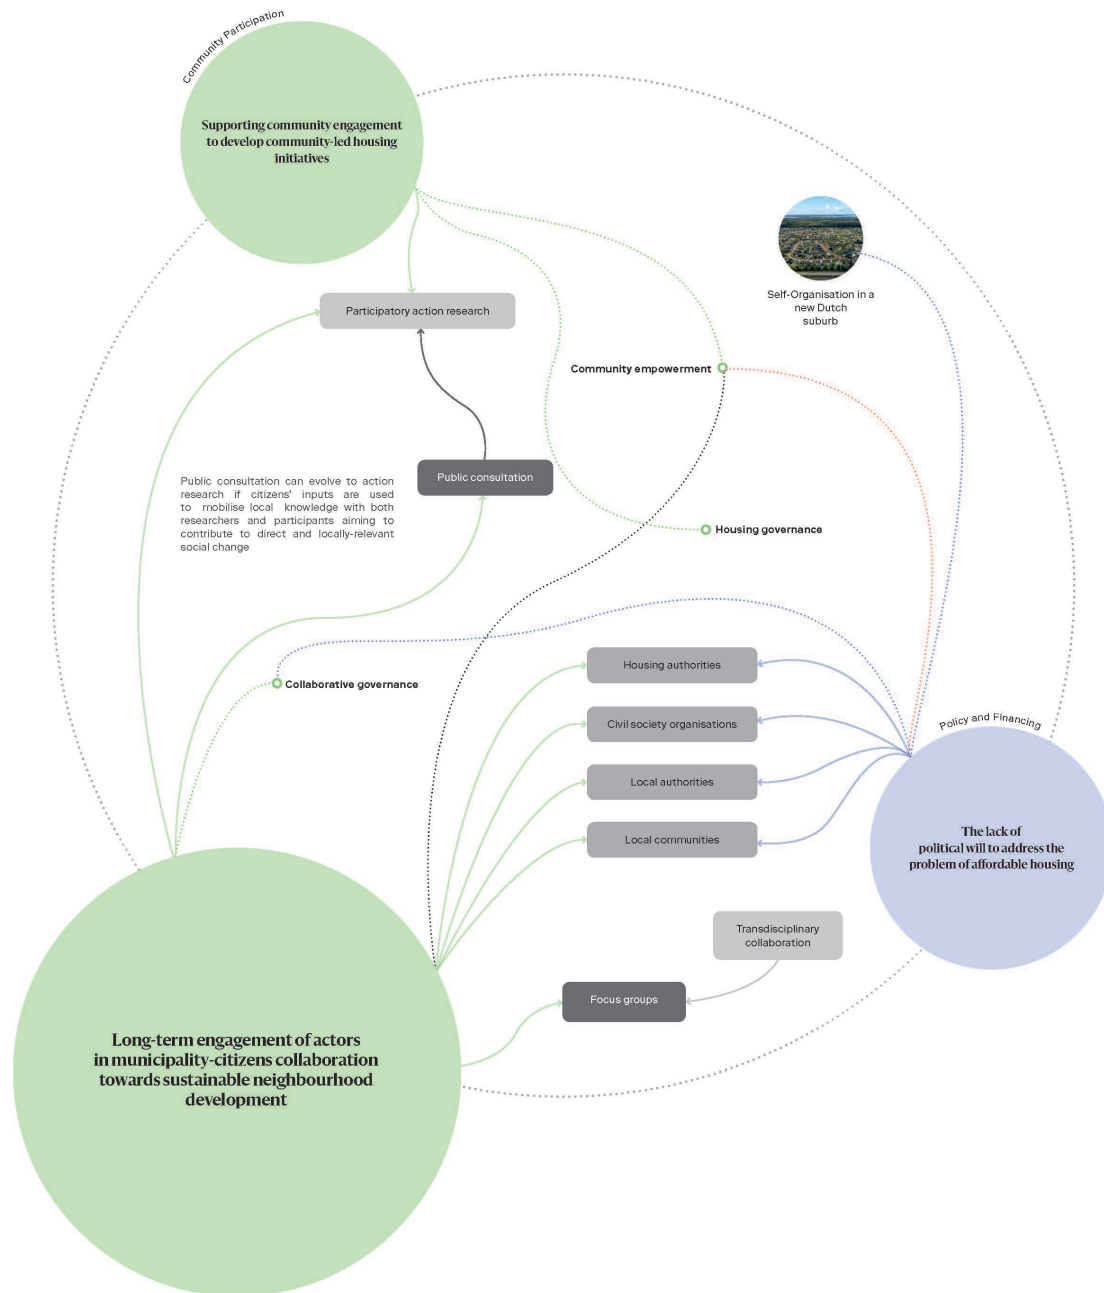 Community Participation
Supporting community engagement
to develop community-led housing
initiatives
Self-Organisation in a
new Dutch
suburb
Participatory action research
Community empowerment
Public consultation
Public consultation can evolve to action
research if citizens' inputs are used
to mobilise local knowledge with both
researchers and participants aiming to
contribute to direct and locally-relevant
social change
Housing governance
Collaborative governance
Housing authorities
Civil society organisations
Local authorities
Local communities
Policy and Financing
The lack of
political will to address the
problem of affordable housing
Transdisciplinary
collaboration
Focus groups
Long-term engagement of actors
in municipality-citizens collaboration
towards sustainable neighbourhood
development